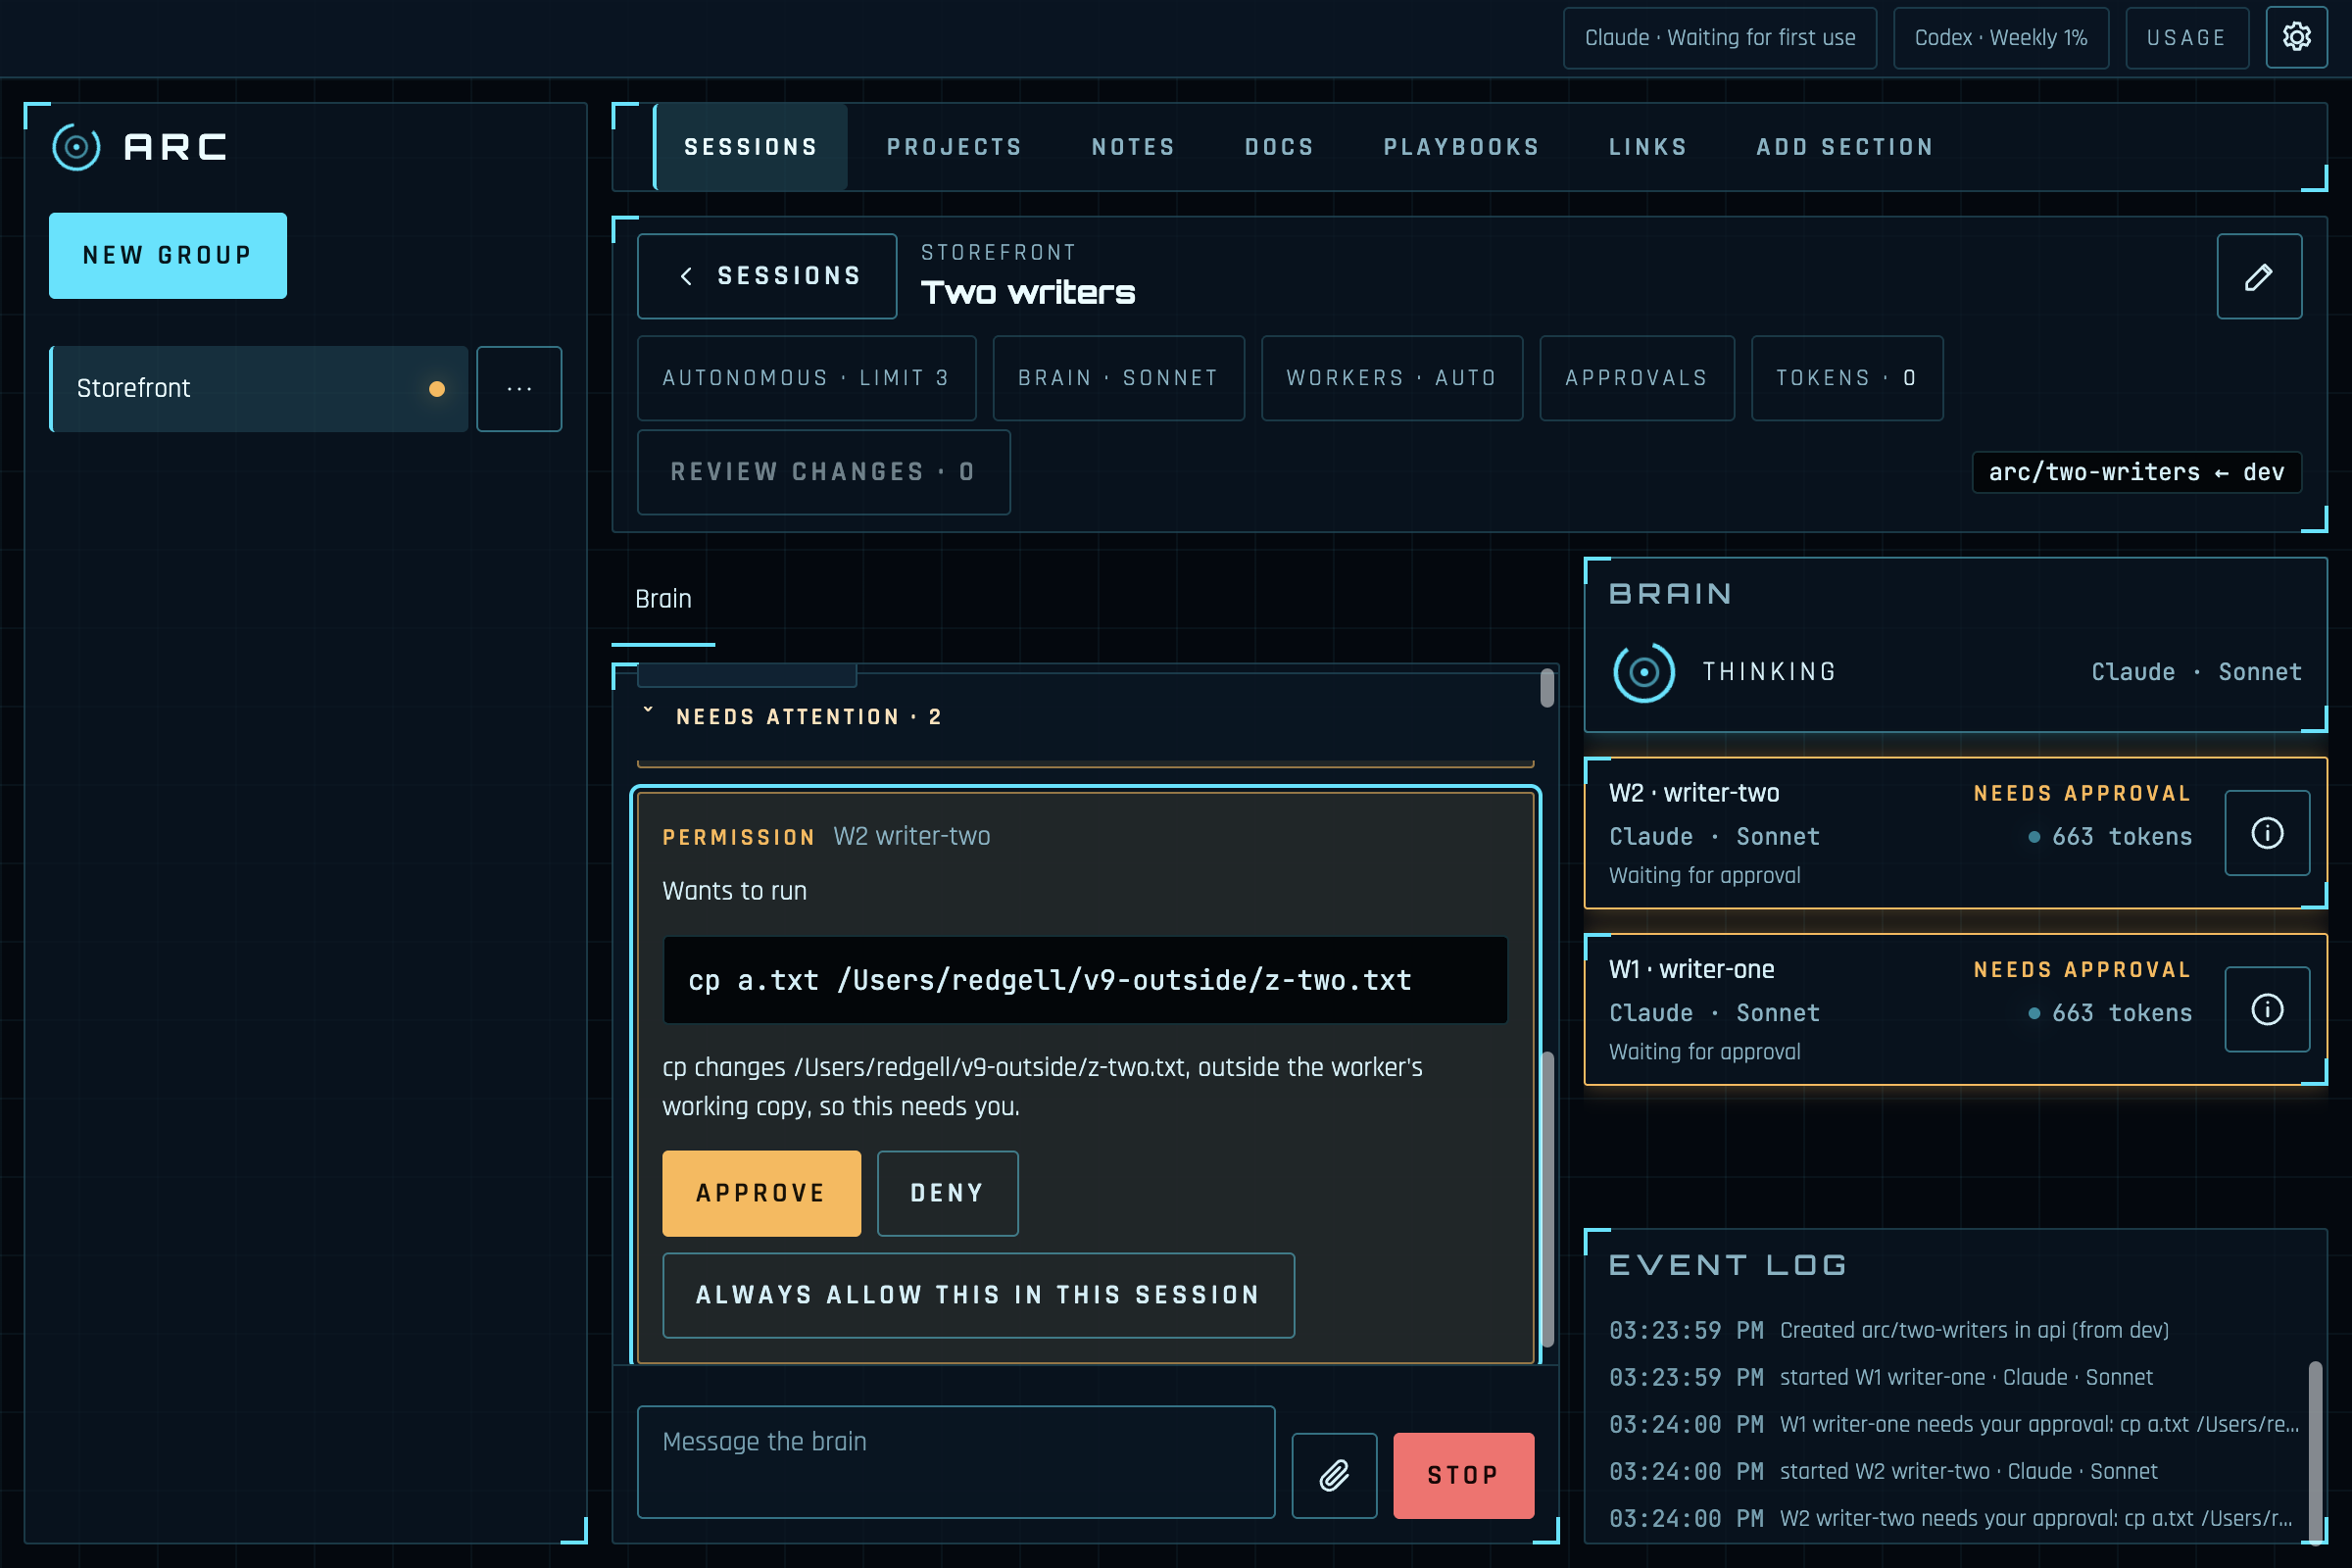 Claude · Waiting for first use
Codex · Weekly 1%
USAGE
ARC
NEW GROUP
Storefront
...
SESSIONS
PROJECTS
NOTES
DOCS
PLAYBOOKS
LINKS
ADD SECTION
SESSIONS
STOREFRONT
Two writers
AUTONOMOUS · LIMIT 3
BRAIN · SONNET
WORKERS · AUTO
APPROVALS
TOKENS · 0
REVIEW CHANGES · 0
arc/two-writers ← dev
Brain
NEEDS ATTENTION · 2
PERMISSION W2 writer-two
Wants to run
cp a.txt /Users/redgell/v9-outside/z-two.txt
cp changes /Users/redgell/v9-outside/z-two.txt, outside the worker's
working copy, so this needs you.
APPROVE
DENY
ALWAYS ALLOW THIS IN THIS SESSION
Message the brain
STOP
BRAIN
THINKING
Claude · Sonnet
W2 · writer-two
NEEDS APPROVAL
Claude · Sonnet
663 tokens
Waiting for approval
W1 · writer-one
NEEDS APPROVAL
Claude · Sonnet
663 tokens
Waiting for approval
EVENT LOG
03:23:59 PM Created arc/two-writers in api (from dev)
03:23:59 PM started W1 writer-one · Claude · Sonnet
03:24:00 PM W1 writer-one needs your approval: cp a.txt /Users/re...
03:24:00 PM started W2 writer-two · Claude · Sonnet
03:24:00 PM W2 writer-two needs your approval: cp a.txt /Users/r...